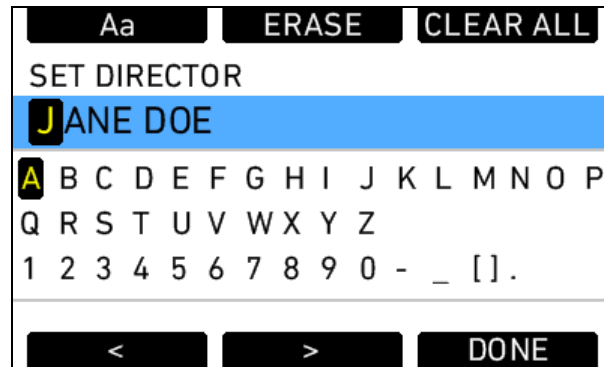 Aa ERASE CLEAR ALL
SET DIRECTOR
JANE DOE
A B C D E F G H I J K L M N O P
Q R S T U V W X Y Z
1 2 3 4 5 6 7 8 9 0 - _ [ ] .
< > DONE